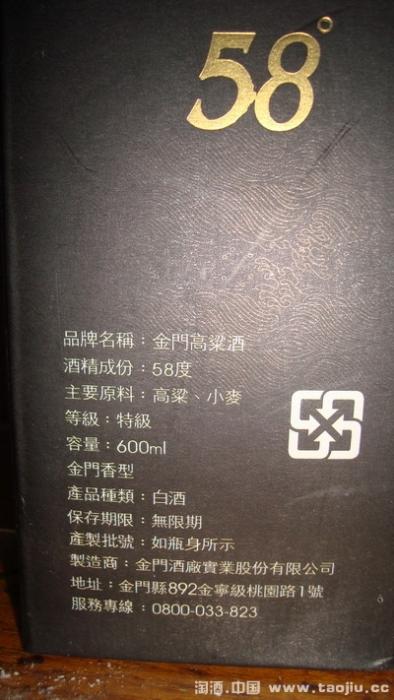 58°
品牌名稱：金門高粱酒
酒精成份：58度
主要原料：高粱、小麥
等級：特級
容量：600ml
金門香型
產品種類：白酒
保存期限：無限期
產製批號：如瓶身所示
製造商：金門酒廠實業股份有限公司
地址：金門縣892金寧級桃園路1號
服務專線：0800-033-823
淘酒.中国 www.taojiu.cc